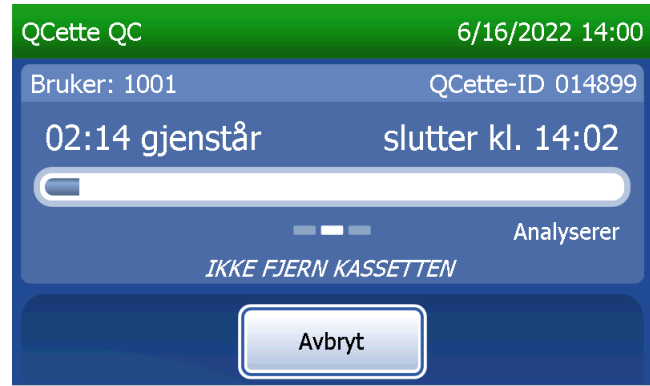 QCette QC 6/16/2022 14:00
Bruker: 1001 QCette-ID 014899
02:14 gjenstår slutter kl. 14:02
Analyserer
IKKE FJERN KASSETTEN
Avbryt